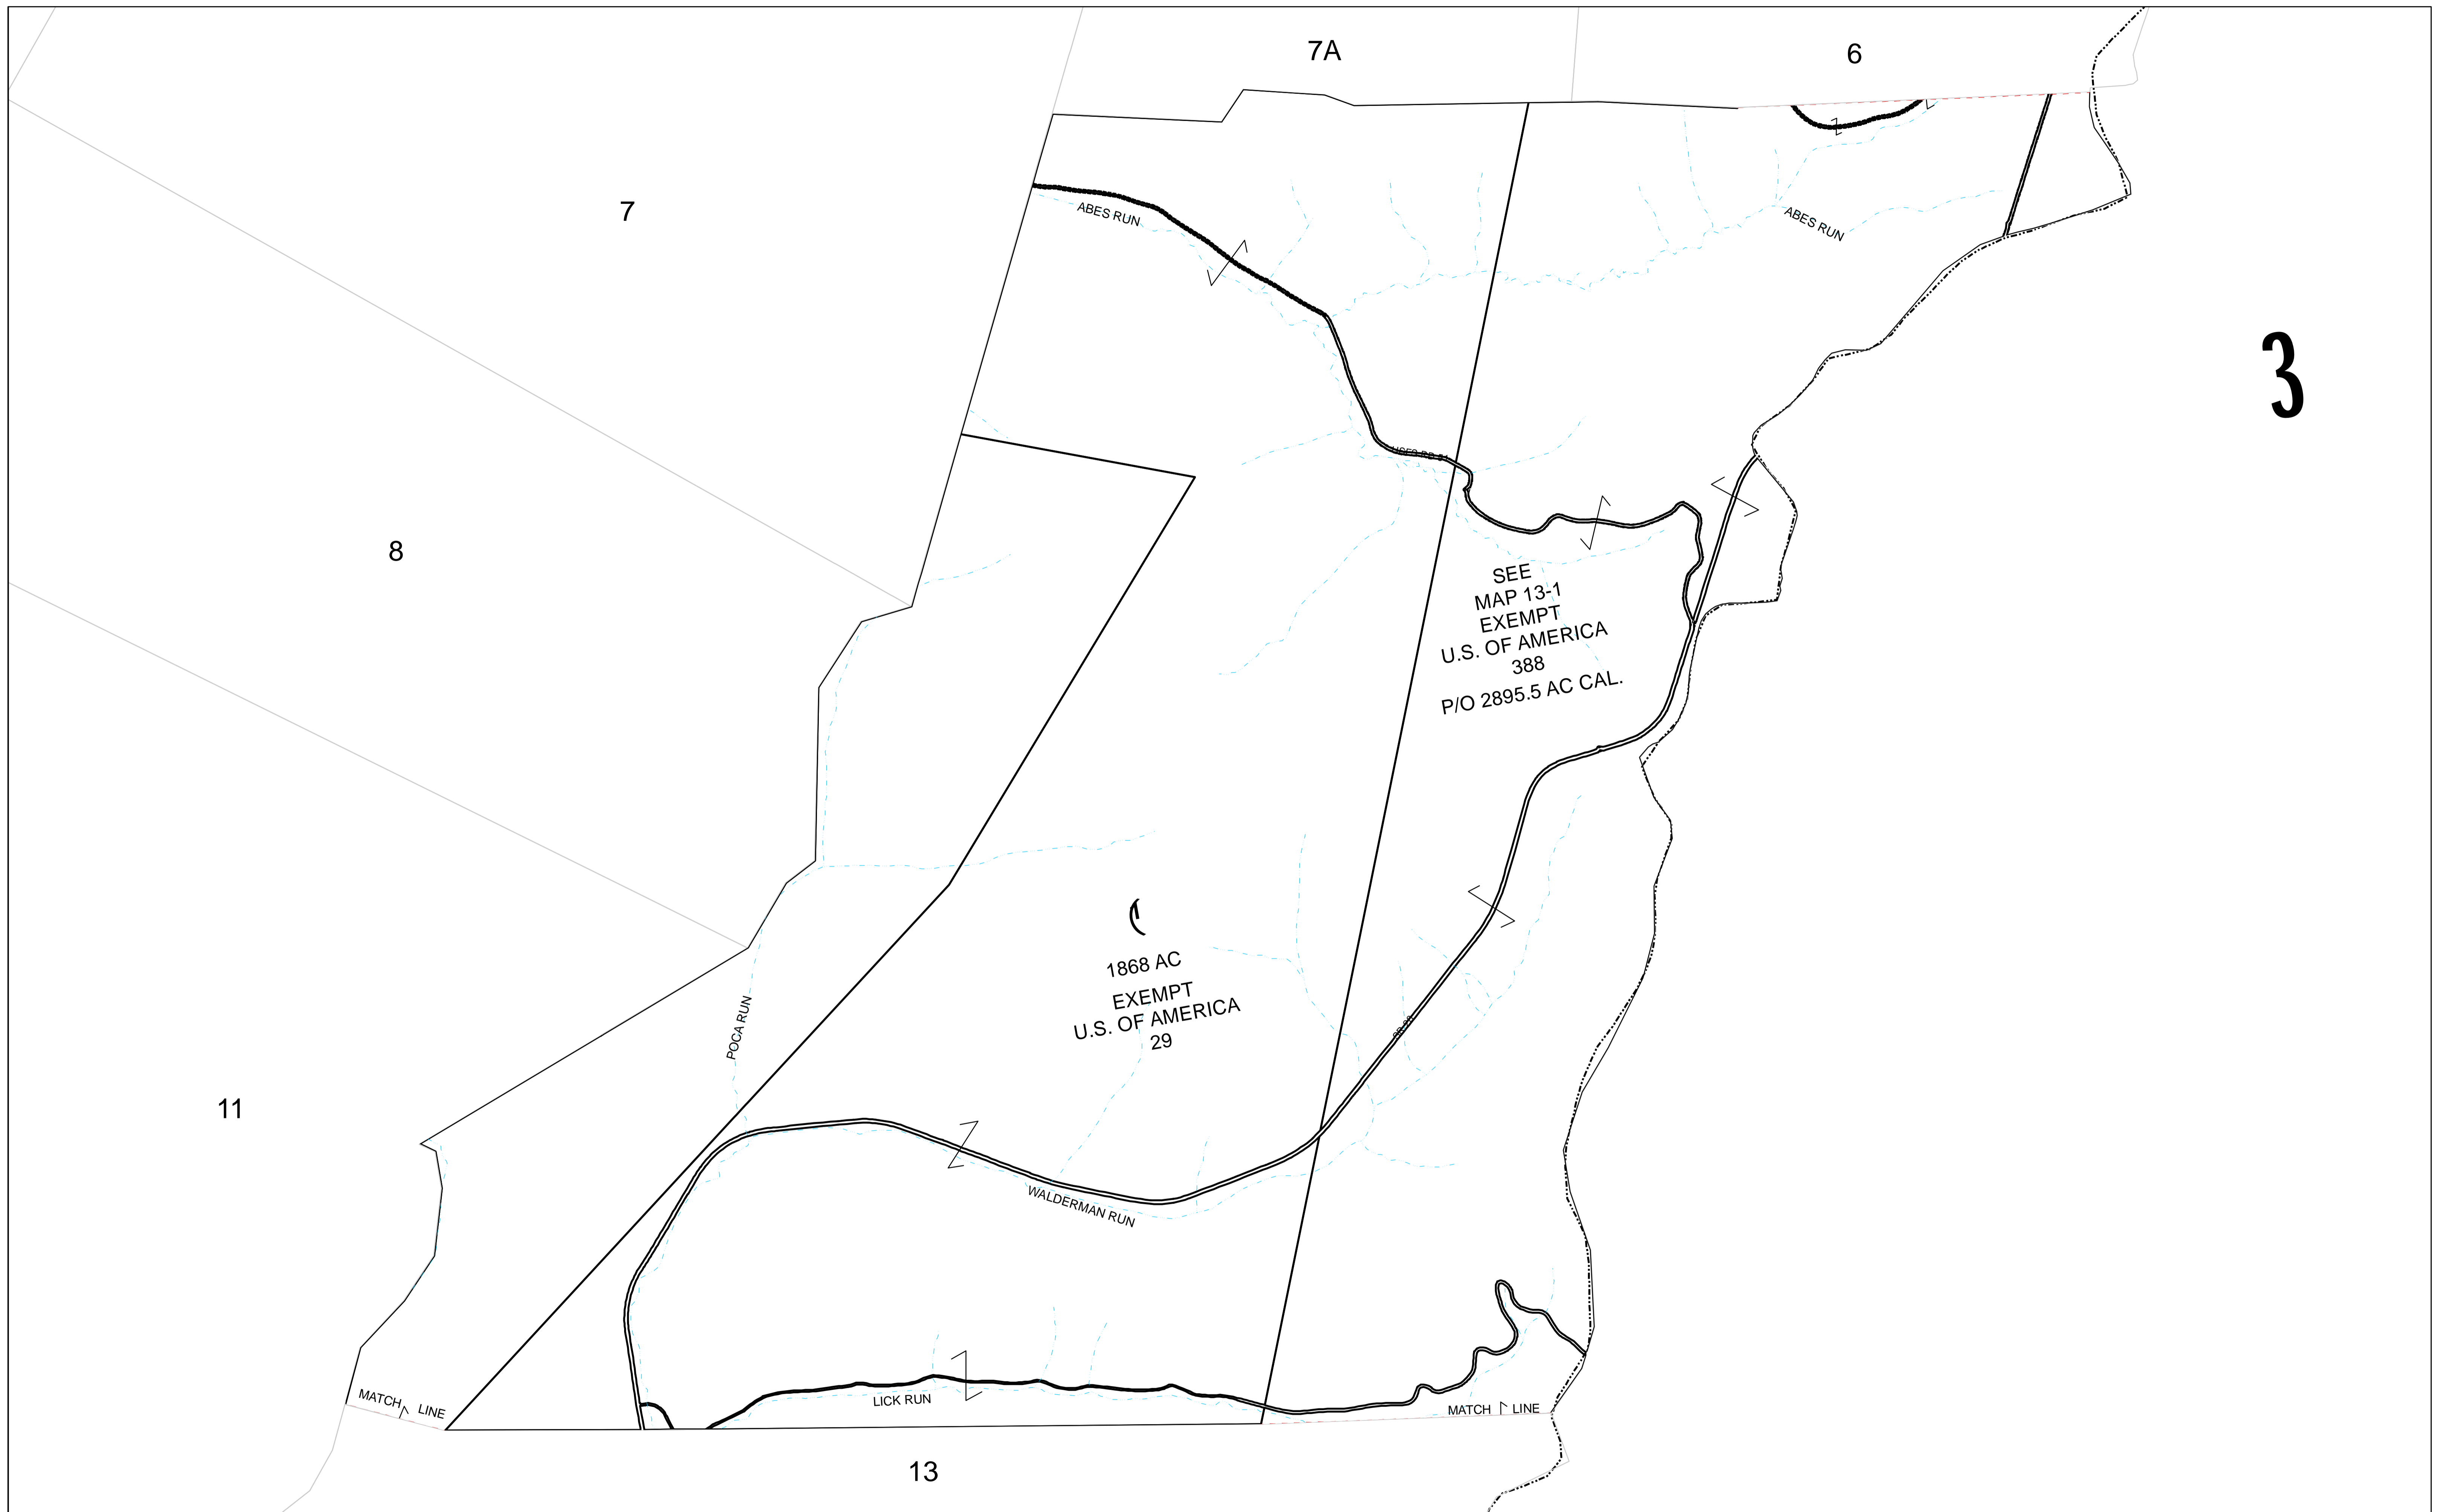 7A
6
7
ABES RUN
ABES RUN
3
8
SEE
MAP 13-1
EXEMPT
U.S. OF AMERICA
388
P/O 2895.5 AC CAL.
1
1868 AC
EXEMPT
U.S. OF AMERICA
29
POCA RUN
11
WALDERMAN RUN
LICK RUN
MATCH LINE
MATCH LINE
13